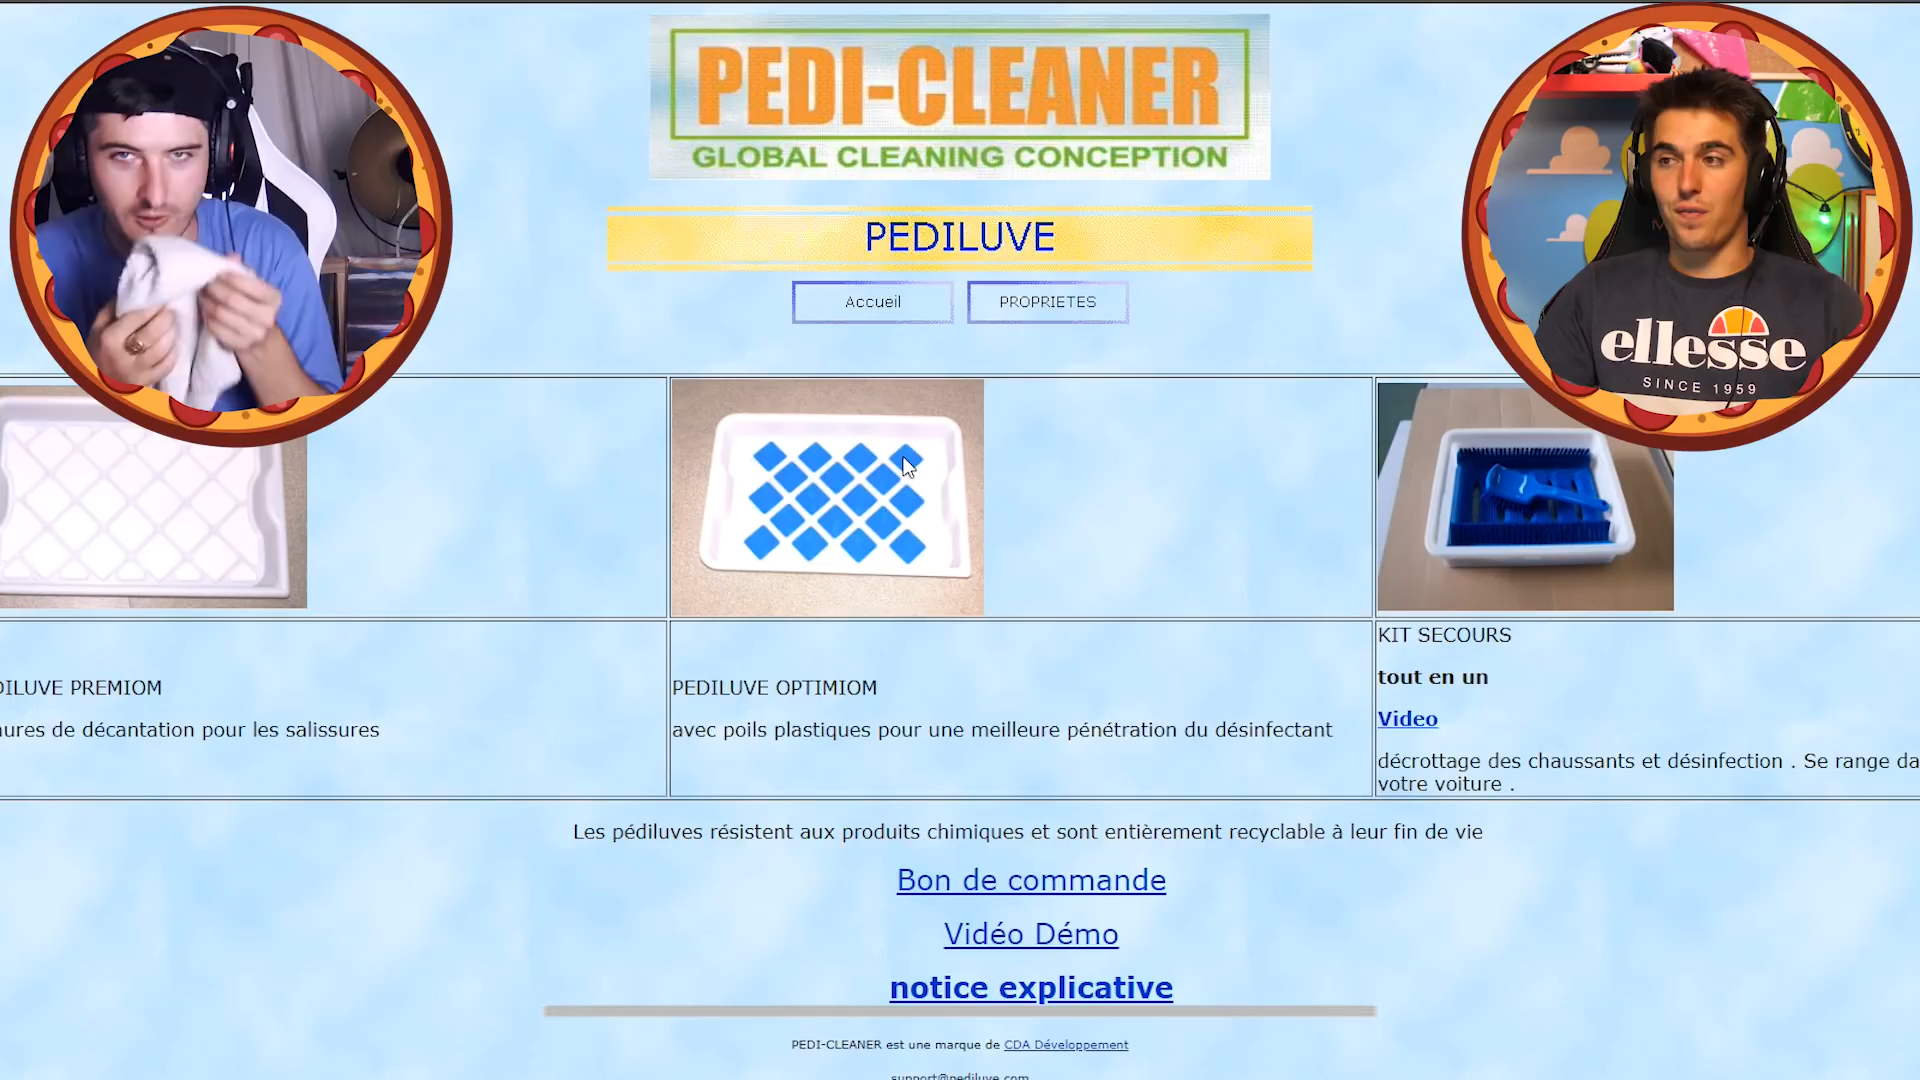 PEDI-CLEANER
GLOBAL CLEANING CONCEPTION
PEDILUVE
Accueil
PROPRIETES
ellesse
SINCE 1959
PREMIOM
de décantation pour les salissures
PEDILUVE OPTIMIOM
avec poils plastiques pour une meilleure pénétration du désinfectant
KIT SECOURS
tout en un
Video
décrottage des chaussants et désinfection . Se range
votre voiture .
Les pédiluves résistent aux produits chimiques et sont entièrement recyclable à leur fin de vie
Bon de commande
Vidéo Démo
notice explicative
PEDI-CLEANER est une marque de CDA Développement
support@pediluve.com